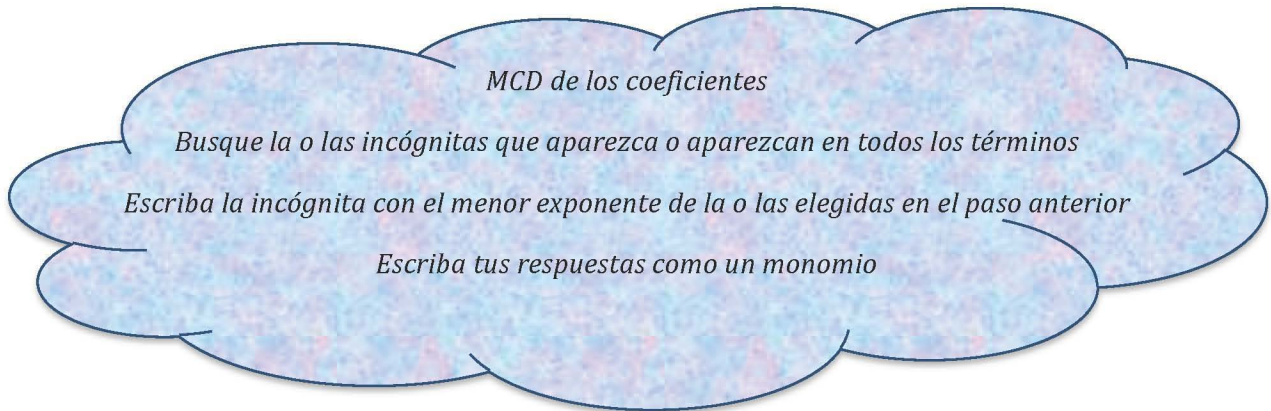 MCD de los coeficientes
Busque la o las incógnitas que aparezca o aparezcan en todos los términos
Escriba la incógnita con el menor exponente de la o las elegidas en el paso anterior
Escriba tus respuestas como un monomio